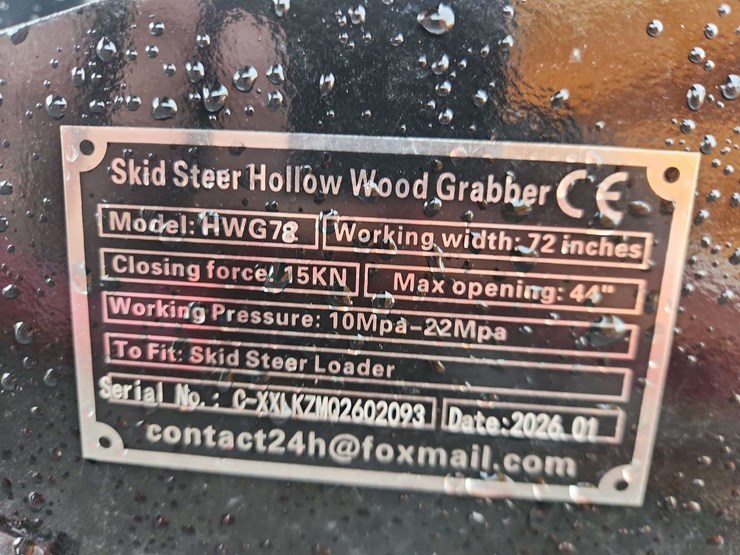 Skid Steer Hollow Wood Grabber CE
Model: HWG78 Working width: 72 inches
Closing force: 15KN Max opening: 44"
Working Pressure: 10Mpa-22Mpa
To Fit: Skid Steer Loader
Serial No.: C-XXLKZMQ2602093 Date:2026.01
contact24h@foxmail.com